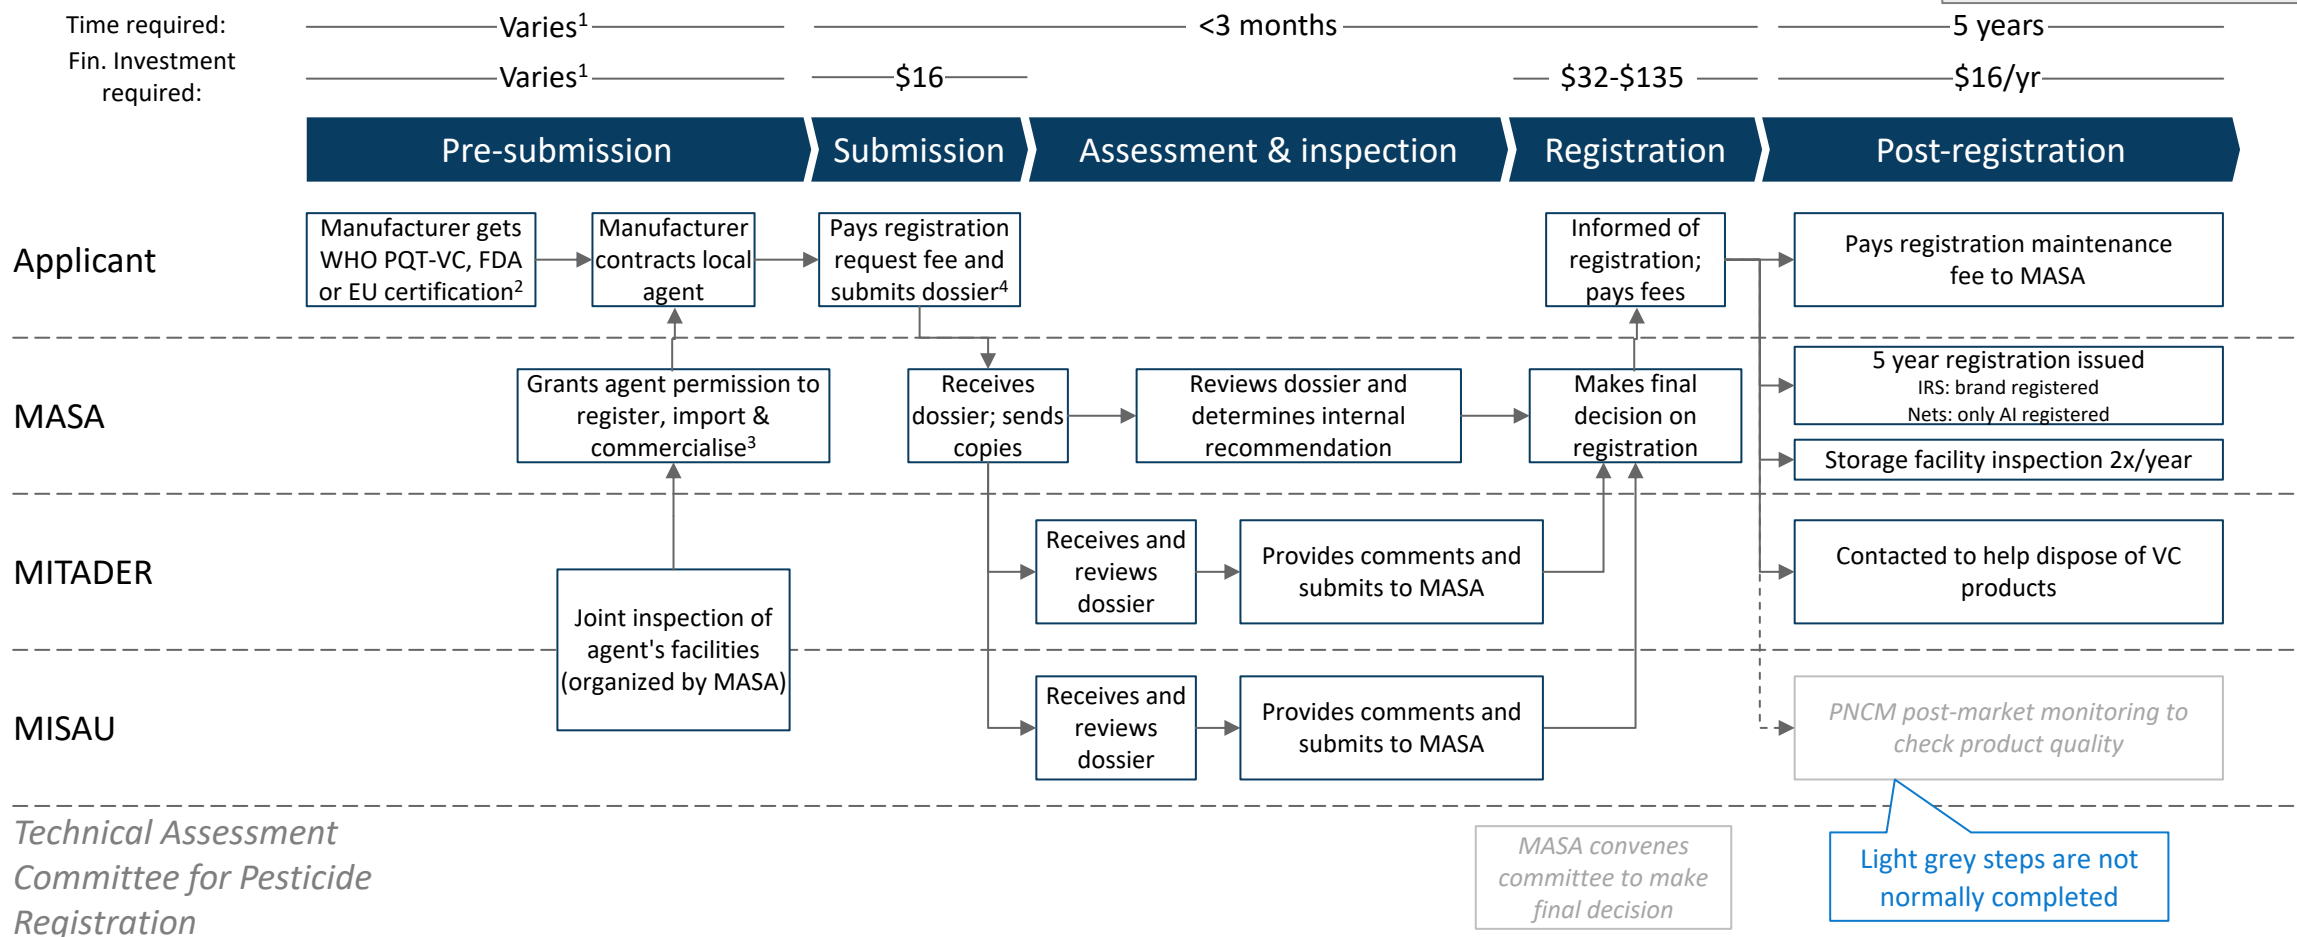 Time required:
Varies1
<3 months
5 years
Fin. Investment
required:
Varies1
$16
$32-$135
$16/yr
Pre-submission
Submission
Assessment & inspection
Registration
Post-registration
Applicant
Manufacturer gets
WHO PQT-VC, FDA
or EU certification2
Manufacturer
contracts local
agent
Pays registration
request fee and
submits dossier4
Informed of
registration;
pays fees
Pays registration maintenance
fee to MASA
MASA
Grants agent permission to
register, import &
commercialise3
Receives
dossier; sends
copies
Reviews dossier and
determines internal
recommendation
Makes final
decision on
registration
5 year registration issued
IRS: brand registered
Nets: only AI registered
Storage facility inspection 2x/year
MITADER
Joint inspection of
agent's facilities
(organized by MASA)
Receives and
reviews
dossier
Provides comments and
submits to MASA
Contacted to help dispose of VC
products
MISAU
Receives and
reviews
dossier
Provides comments and
submits to MASA
PNCM post-market monitoring to
check product quality
Technical Assessment
Committee for Pesticide
Registration
MASA convenes
committee to make
final decision
Light grey steps are not
normally completed